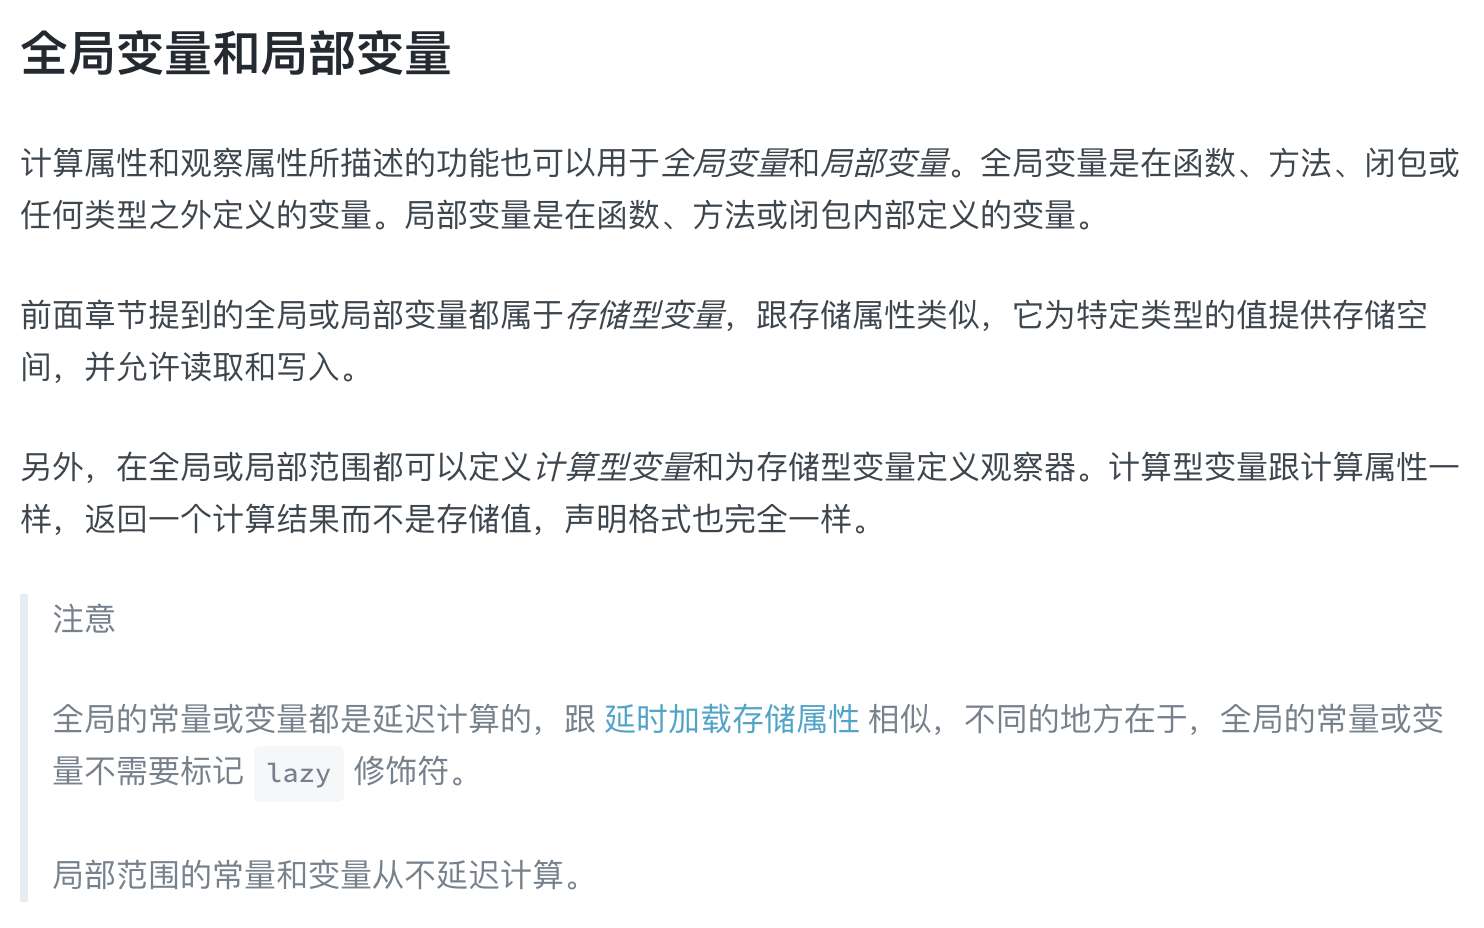 全局变量和局部变量
计算属性和观察属性所描述的功能也可以用于全局变量和局部变量。全局变量是在函数、方法、闭包或
任何类型之外定义的变量。局部变量是在函数、方法或闭包内部定义的变量。
前面章节提到的全局或局部变量都属于存储型变量，跟存储属性类似，它为特定类型的值提供存储空
间，并允许读取和写入。
另外，在全局或局部范围都可以定义计算型变量和为存储型变量定义观察器。计算型变量跟计算属性一
样，返回一个计算结果而不是存储值，声明格式也完全一样。
注意
全局的常量或变量都是延迟计算的，跟 延时加载存储属性 相似，不同的地方在于，全局的常量或变
量不需要标记 lazy 修饰符。
局部范围的常量和变量从不延迟计算。